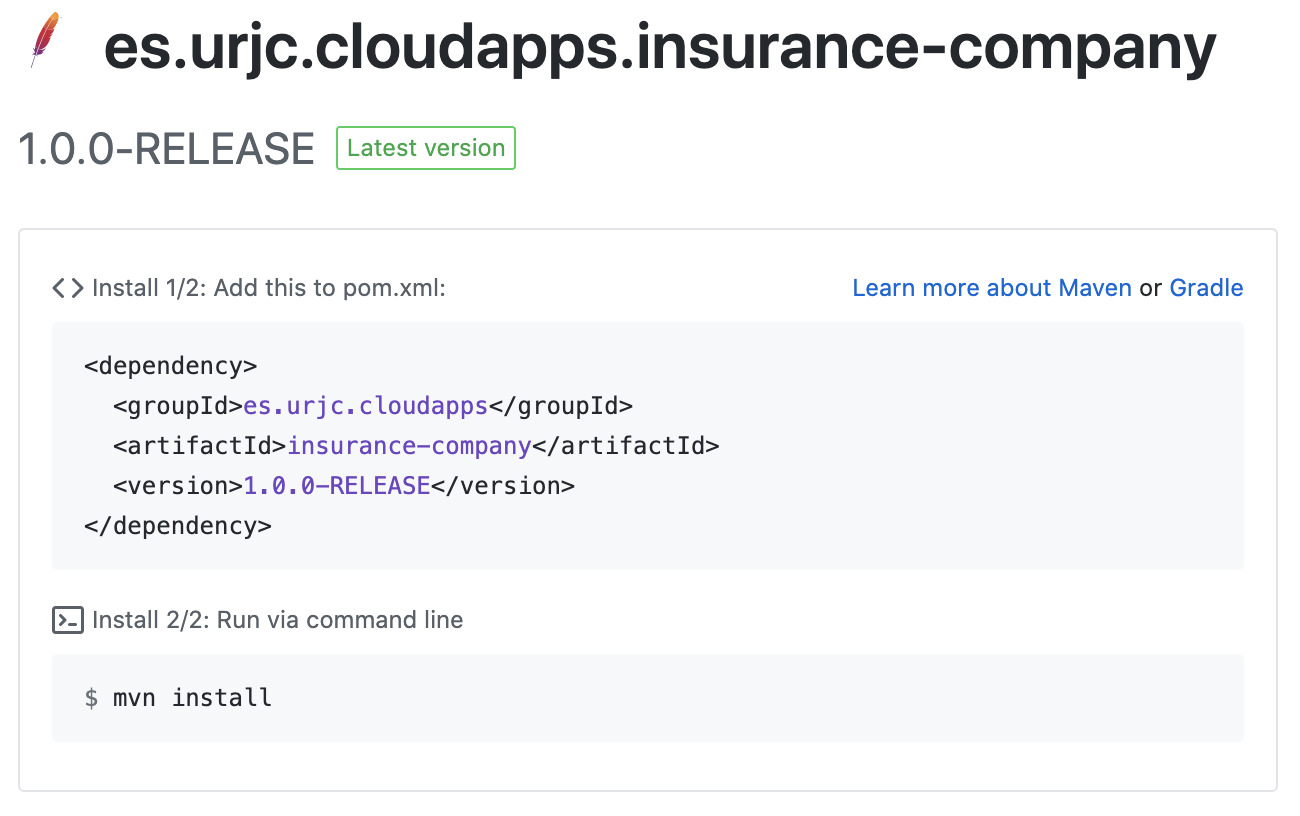 es.urjc.cloudapps.insurance-company
1.0.0-RELEASE Latest version
Install 1/2: Add this to pom.xml: Learn more about Maven or Gradle
<dependency>
  <groupId>es.urjc.cloudapps</groupId>
  <artifactId>insurance-company</artifactId>
  <version>1.0.0-RELEASE</version>
</dependency>
Install 2/2: Run via command line
$ mvn install